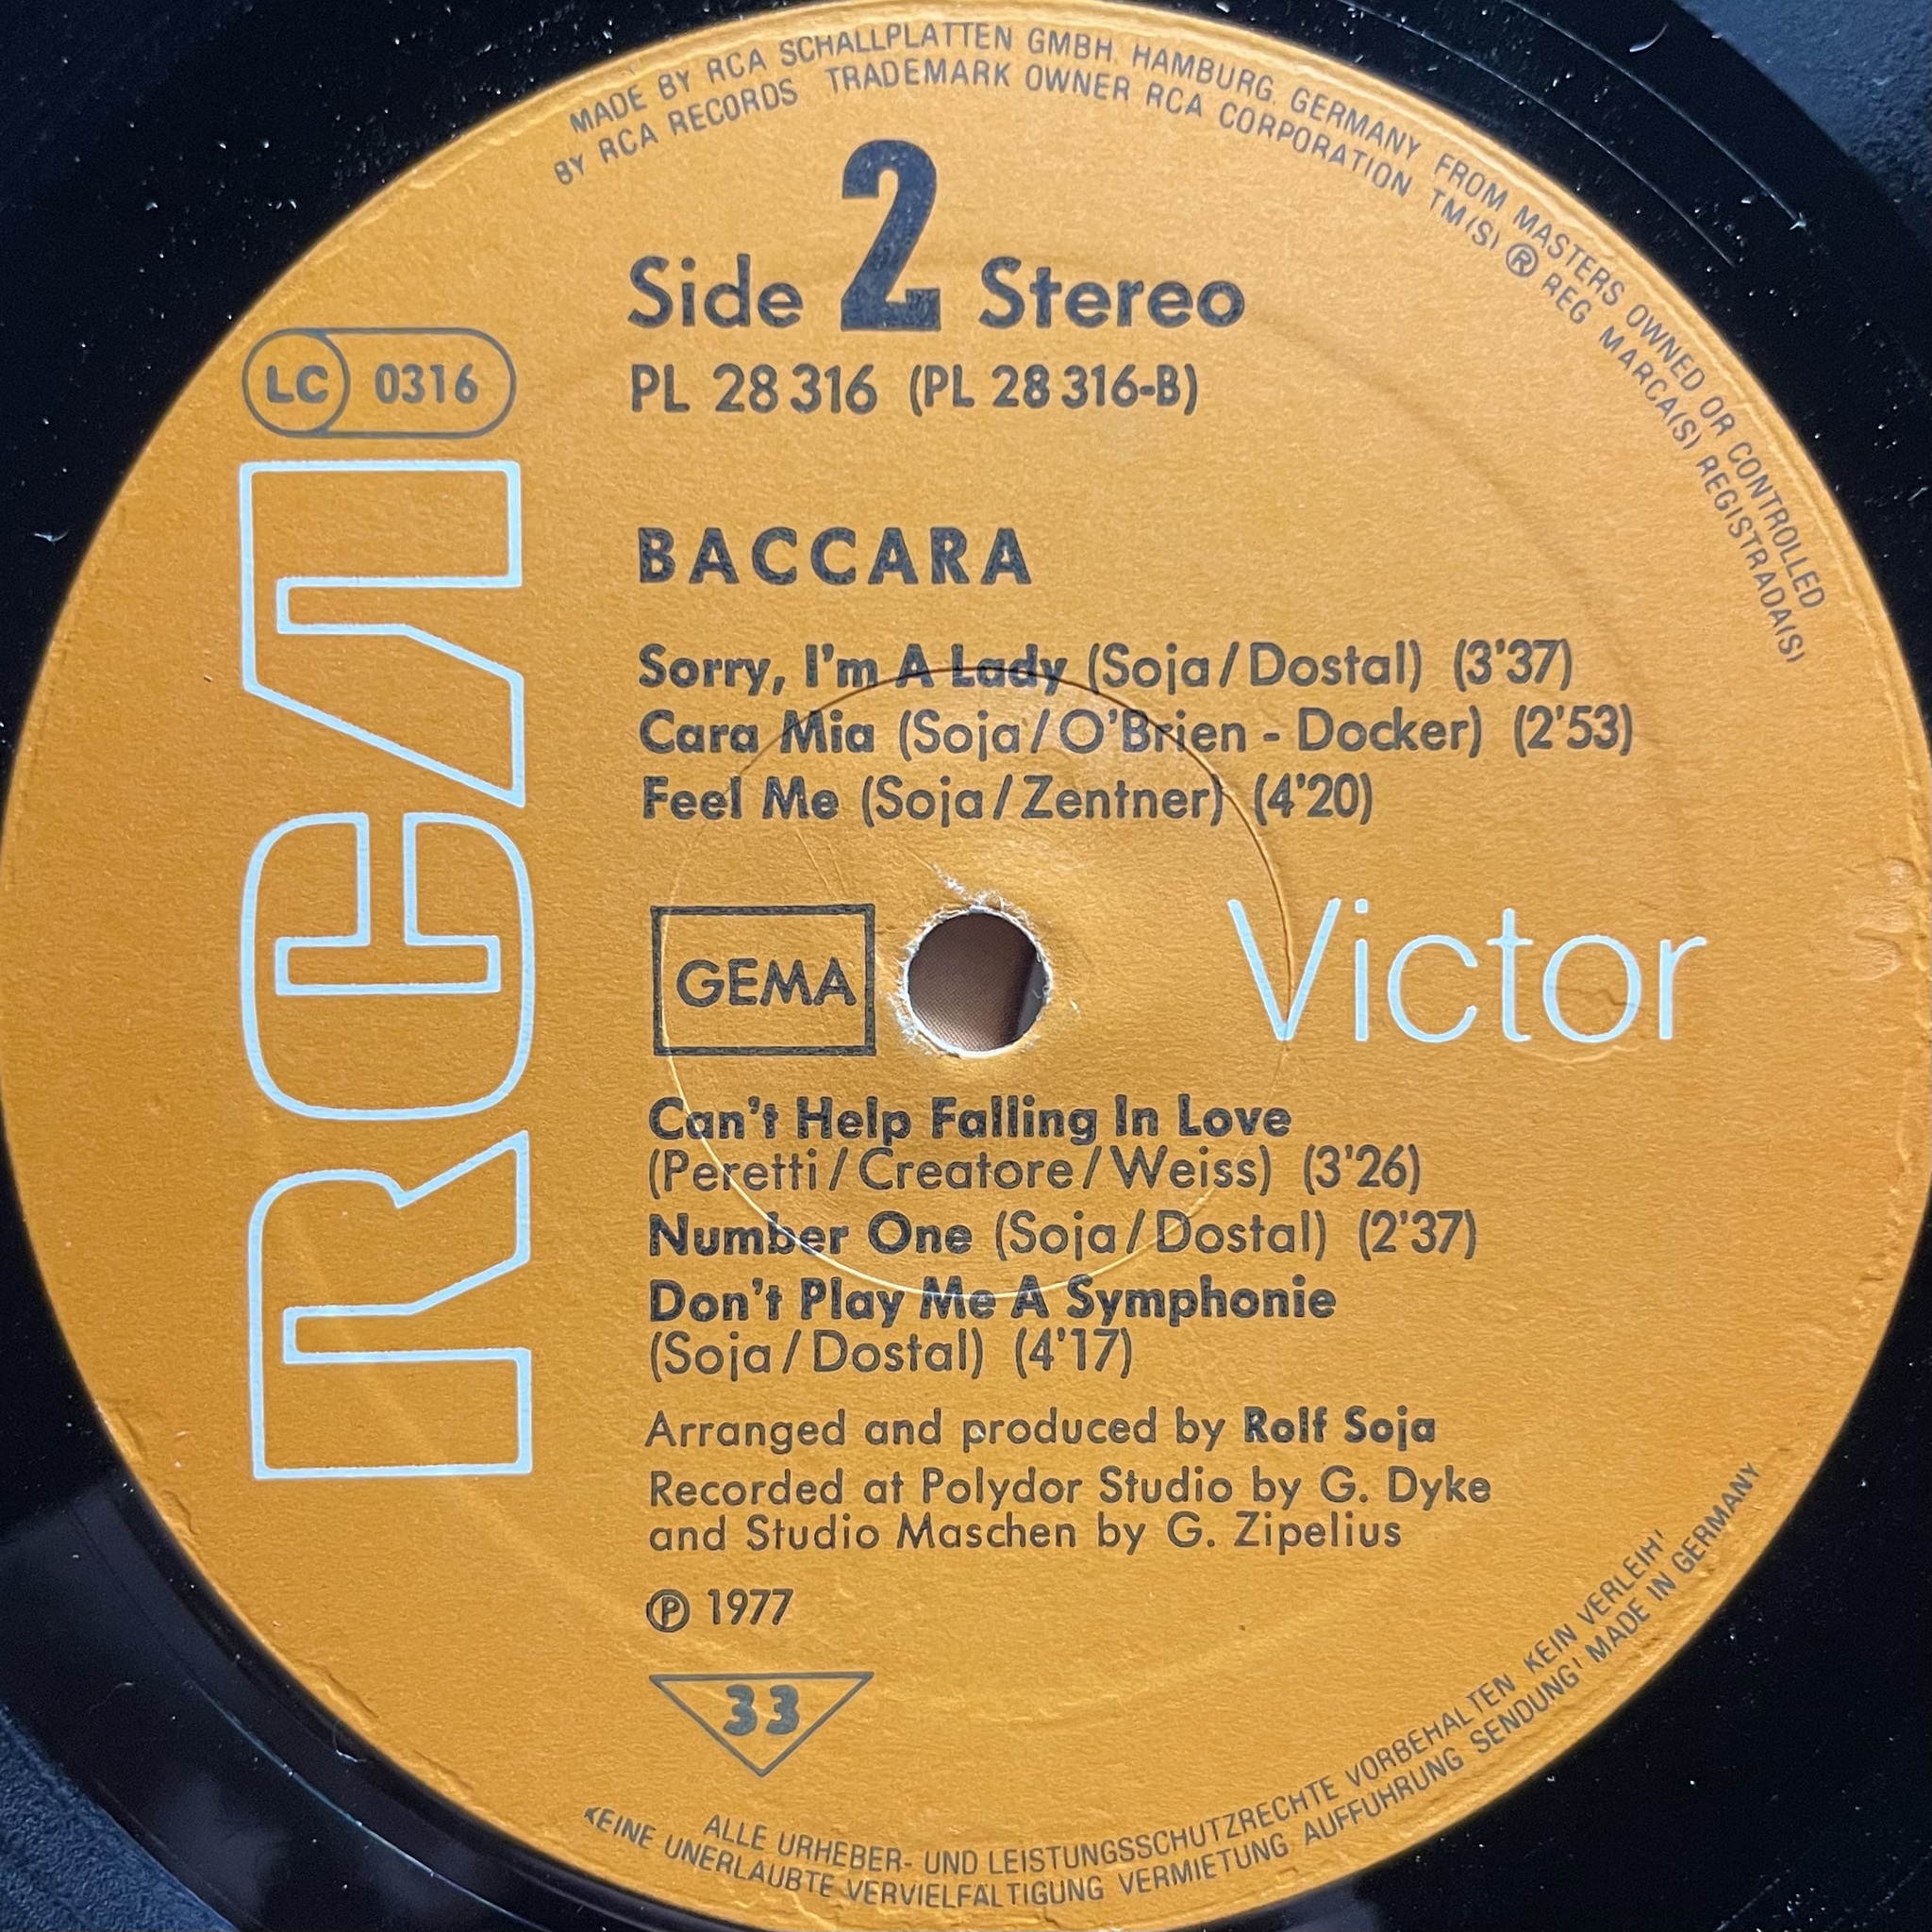 MADE BY RCA SCHALLPLATTEN GMBH. HAMBURG. GERMANY FROM MASTERS OWNED OR CONTROLLED
BY RCA RECORDS TRADEMARK OWNER RCA CORPORATION TM(S) ® REG MARCA(S) REGISTRADA(S)
Side 2 Stereo
LC 0316
PL 28 316 (PL 28 316-B)
RCA
BACCARA
Sorry, I'm A Lady (Soja/Dostal) (3'37)
Cara Mia (Soja/O'Brien - Docker) (2'53)
Feel Me (Soja/Zentner) (4'20)
GEMA
Victor
Can't Help Falling In Love
(Peretti/Creatore/Weiss) (3'26)
Number One (Soja/Dostal) (2'37)
Don't Play Me A Symphonie
(Soja/Dostal) (4'17)
Arranged and produced by Rolf Soja
Recorded at Polydor Studio by G. Dyke
and Studio Maschen by G. Zipelius
℗ 1977
33
ALLE URHEBER- UND LEISTUNGSSCHUTZRECHTE VORBEHALTEN KEIN VERLEIH!
KEINE UNERLAUBTE VERVIELFÄLTIGUNG VERMIETUNG AUFFÜHRUNG SENDUNG! MADE IN GERMANY